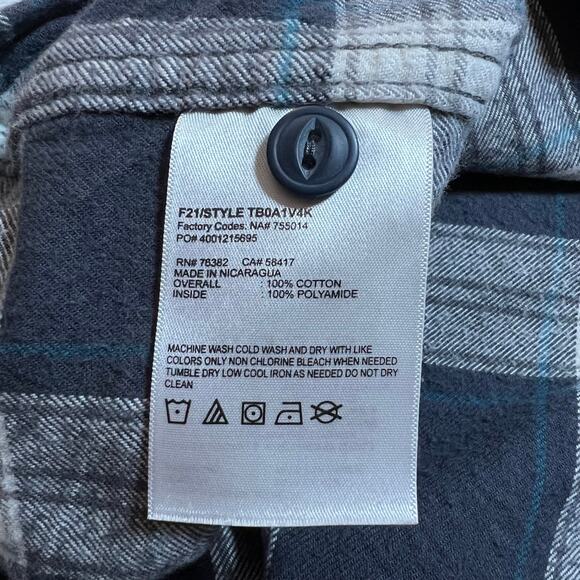 F21/STYLE TB0A1V4K
Factory Codes: NA# 755014
PO# 4001215695
RN# 76382 CA# 58417
MADE IN NICARAGUA
OVERALL : 100% COTTON
INSIDE : 100% POLYAMIDE
MACHINE WASH COLD WASH AND DRY WITH LIKE
COLORS ONLY NON CHLORINE BLEACH WHEN NEEDED
TUMBLE DRY LOW COOL IRON AS NEEDED DO NOT DRY
CLEAN